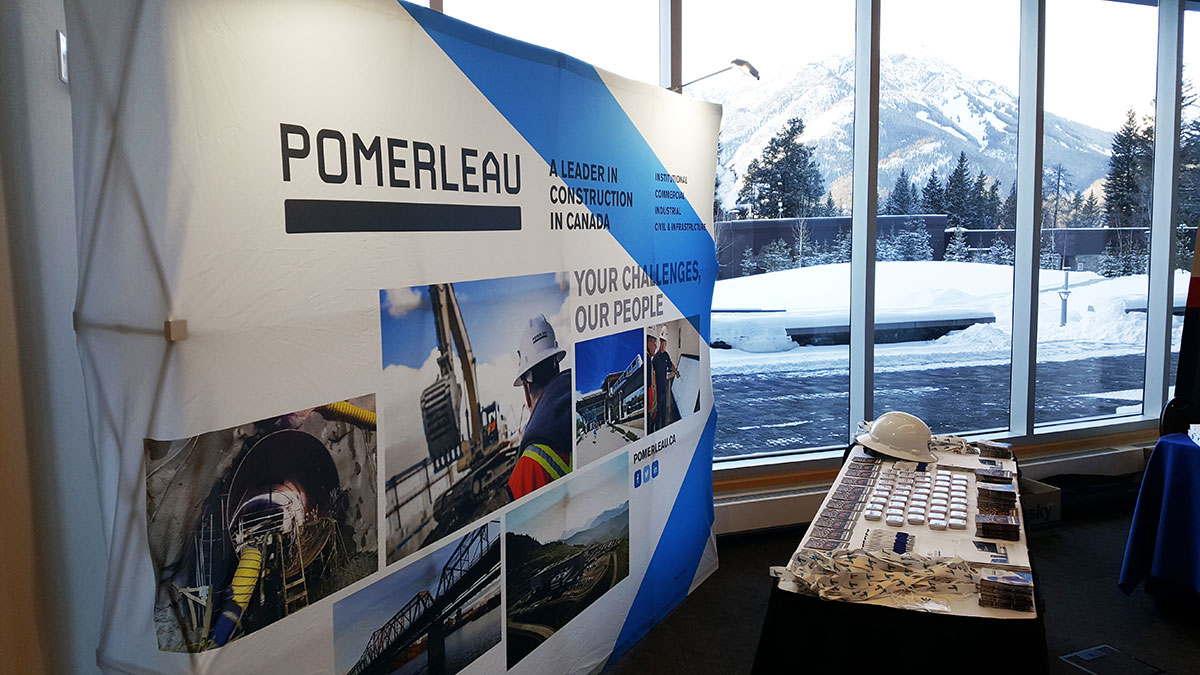 POMERLEAU
A LEADER IN
CONSTRUCTION
IN CANADA
INSTITUTIONAL
COMMERCIAL
INDUSTRIAL
CIVIL & INFRASTRUCTURE
YOUR CHALLENGES,
OUR PEOPLE
POMERLEAU.CA